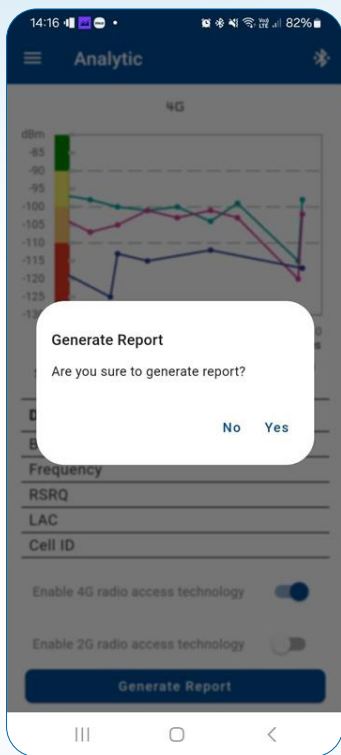 14:16
82%
Analytic
4G
dBm
-85
-90
-95
-100
-105
-110
-115
-120
-125
Generate Report
Are you sure to generate report?
No Yes
Frequency
RSRQ
LAC
Cell ID
Enable 4G radio access technology
Enable 2G radio access technology
Generate Report